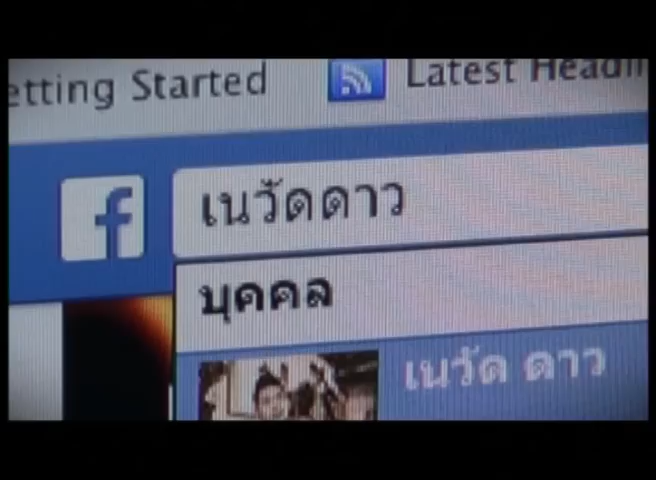 etting Started
Latest Headli
f
เนวัดดาว
บุคคล
เนวัด ดาว